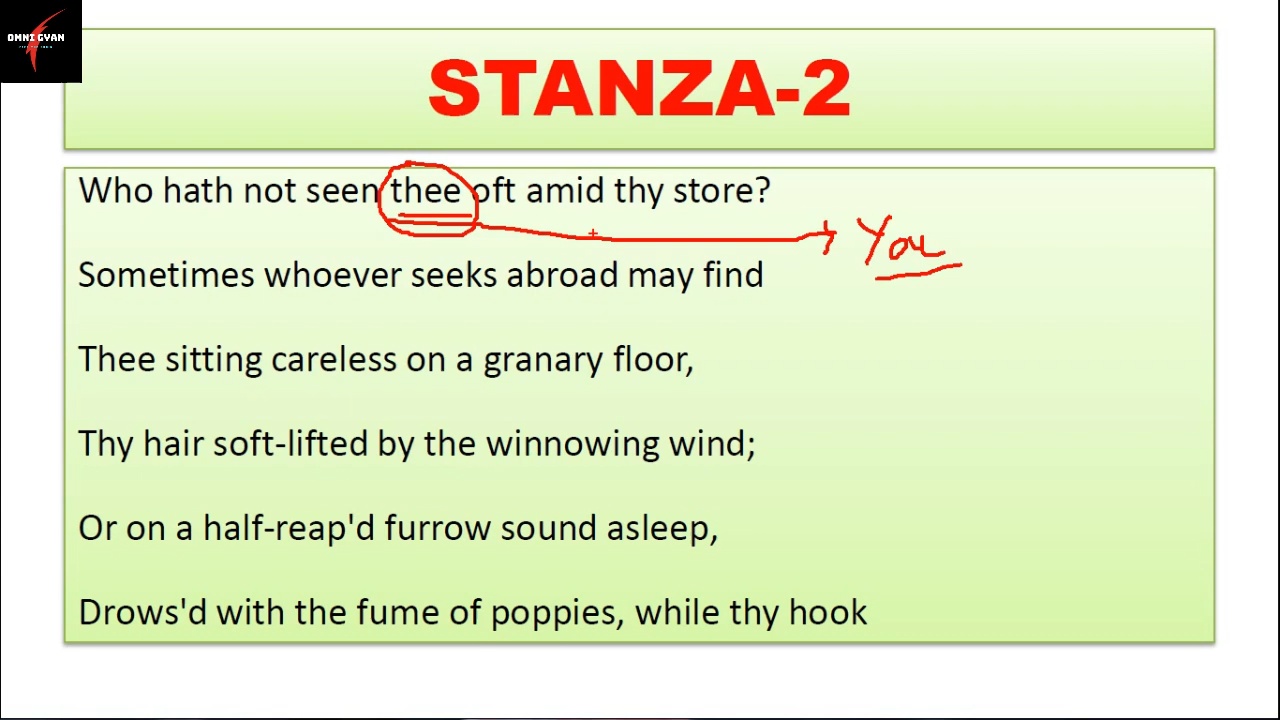 OMNI GYAN
STANZA-2
Who hath not seen thee oft amid thy store?
You
Sometimes whoever seeks abroad may find
Thee sitting careless on a granary floor,
Thy hair soft-lifted by the winnowing wind;
Or on a half-reap'd furrow sound asleep,
Drows'd with the fume of poppies, while thy hook